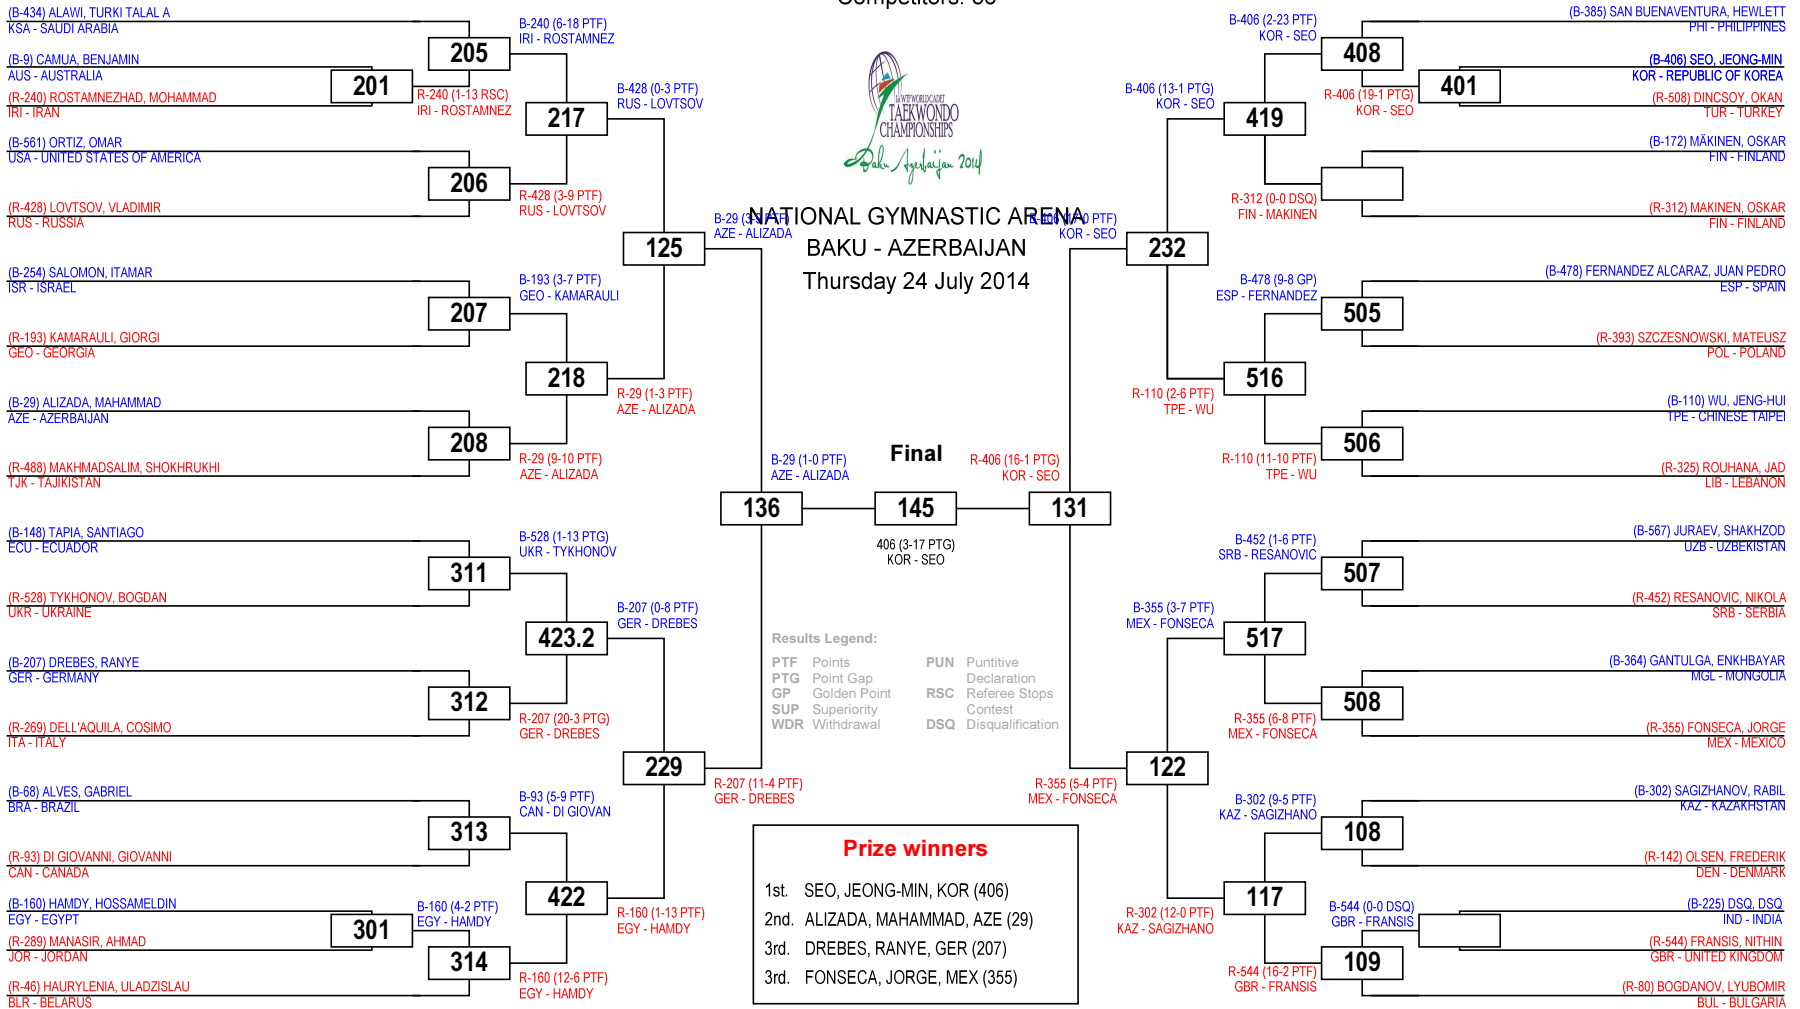 Competitors: 36
(B-434) ALAWI, TURKI TALAL A
KSA - SAUDI ARABIA
(B-9) CAMUA, BENJAMIN
AUS - AUSTRALIA
(R-240) ROSTAMNEZHAD, MOHAMMAD
IRI - IRAN
(B-561) ORTIZ, OMAR
USA - UNITED STATES OF AMERICA
(R-428) LOVTSOV, VLADIMIR
RUS - RUSSIA
(B-254) SALOMON, ITAMAR
ISR - ISRAEL
(R-193) KAMARAULI, GIORGI
GEO - GEORGIA
(B-29) ALIZADA, MAHAMMAD
AZE - AZERBAIJAN
(R-488) MAKHMADSALIM, SHOKHRUKHI
TJK - TAJIKISTAN
(B-148) TAPIA, SANTIAGO
ECU - ECUADOR
(R-528) TYKHONOV, BOGDAN
UKR - UKRAINE
(B-207) DREBES, RANYE
GER - GERMANY
(R-269) DELL'AQUILA, COSIMO
ITA - ITALY
(B-68) ALVES, GABRIEL
BRA - BRAZIL
(R-93) DI GIOVANNI, GIOVANNI
CAN - CANADA
(B-160) HAMDY, HOSSAMELDIN
EGY - EGYPT
(R-289) MANASIR, AHMAD
JOR - JORDAN
(R-46) HAURYLENIA, ULADZISLAU
BLR - BELARUS
201
R-240 (1-13 RSC)
IRI - ROSTAMNEZ
301
B-160 (4-2 PTF)
EGY - HAMDY
205
B-240 (6-18 PTF)
IRI - ROSTAMNEZ
206
R-428 (3-9 PTF)
RUS - LOVTSOV
207
B-193 (3-7 PTF)
GEO - KAMARAULI
208
R-29 (9-10 PTF)
AZE - ALIZADA
311
B-528 (1-13 PTG)
UKR - TYKHONOV
312
R-207 (20-3 PTG)
GER - DREBES
313
B-93 (5-9 PTF)
CAN - DI GIOVAN
314
R-160 (12-6 PTF)
EGY - HAMDY
217
B-428 (0-3 PTF)
RUS - LOVTSOV
218
R-29 (1-3 PTF)
AZE - ALIZADA
423.2
B-207 (0-8 PTF)
GER - DREBES
422
R-160 (1-13 PTF)
EGY - HAMDY
125
B-29 (3-9 PTF)
AZE - ALIZADA
229
R-207 (11-4 PTF)
GER - DREBES
136
B-29 (1-0 PTF)
AZE - ALIZADA
1st WTF WORLD CADET
TAEKWONDO
CHAMPIONSHIPS
Baku Azerbaijan 2014
NATIONAL GYMNASTIC ARENA
BAKU - AZERBAIJAN
Thursday 24 July 2014
Final
145
406 (3-17 PTG)
KOR - SEO
Results Legend:
PTF Points
PTG Point Gap
GP Golden Point
SUP Superiority
WDR Withdrawal
PUN Puntitive
Declaration
RSC Referee Stops
Contest
DSQ Disqualification
Prize winners
1st. SEO, JEONG-MIN, KOR (406)
2nd. ALIZADA, MAHAMMAD, AZE (29)
3rd. DREBES, RANYE, GER (207)
3rd. FONSECA, JORGE, MEX (355)
R-406 (16-1 PTG)
KOR - SEO
131
KOR - SEO
232
R-355 (5-4 PTF)
MEX - FONSECA
122
B-406 (13-1 PTG)
KOR - SEO
419
R-110 (2-6 PTF)
TPE - WU
516
B-355 (3-7 PTF)
MEX - FONSECA
517
R-302 (12-0 PTF)
KAZ - SAGIZHANO
117
B-406 (2-23 PTF)
KOR - SEO
408
R-312 (0-0 DSQ)
FIN - MAKINEN
B-478 (9-8 GP)
ESP - FERNANDEZ
505
R-110 (11-10 PTF)
TPE - WU
506
B-452 (1-6 PTF)
SRB - RESANOVIC
507
R-355 (6-8 PTF)
MEX - FONSECA
508
B-302 (9-5 PTF)
KAZ - SAGIZHANO
108
R-544 (16-2 PTF)
GBR - FRANSIS
109
R-406 (19-1 PTG)
KOR - SEO
401
B-544 (0-0 DSQ)
GBR - FRANSIS
(B-385) SAN BUENAVENTURA, HEWLETT
PHI - PHILIPPINES
(B-406) SEO, JEONG-MIN
KOR - REPUBLIC OF KOREA
(R-508) DINCSOY, OKAN
TUR - TURKEY
(B-172) MÄKINEN, OSKAR
FIN - FINLAND
(R-312) MAKINEN, OSKAR
FIN - FINLAND
(B-478) FERNANDEZ ALCARAZ, JUAN PEDRO
ESP - SPAIN
(R-393) SZCZESNOWSKI, MATEUSZ
POL - POLAND
(B-110) WU, JENG-HUI
TPE - CHINESE TAIPEI
(R-325) ROUHANA, JAD
LIB - LEBANON
(B-567) JURAEV, SHAKHZOD
UZB - UZBEKISTAN
(R-452) RESANOVIC, NIKOLA
SRB - SERBIA
(B-364) GANTULGA, ENKHBAYAR
MGL - MONGOLIA
(R-355) FONSECA, JORGE
MEX - MEXICO
(B-302) SAGIZHANOV, RABIL
KAZ - KAZAKHSTAN
(R-142) OLSEN, FREDERIK
DEN - DENMARK
(B-225) DSQ, DSQ
IND - INDIA
(R-544) FRANSIS, NITHIN
GBR - UNITED KINGDOM
(R-80) BOGDANOV, LYUBOMIR
BUL - BULGARIA